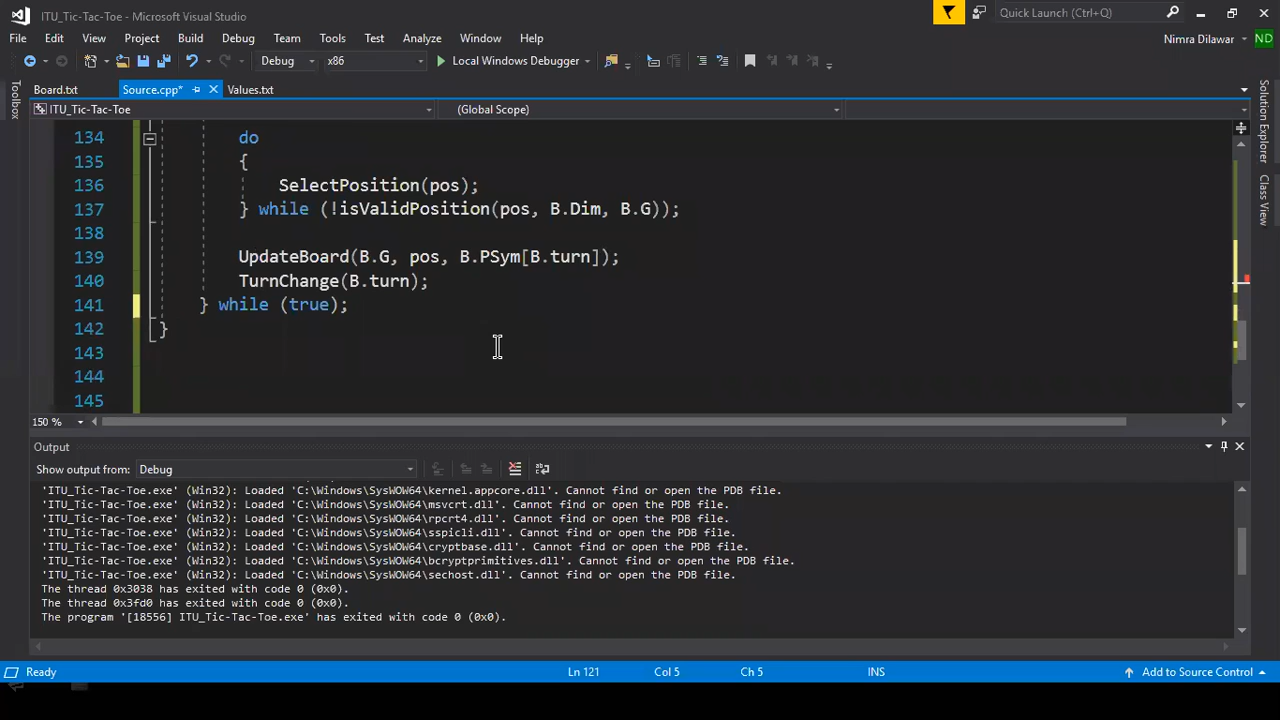 ITU_Tic-Tac-Toe - Microsoft Visual Studio
Quick Launch (Ctrl+Q)
File Edit View Project Build Debug Team Tools Test Analyze Window Help
Nimra Dilawar ND
Debug x86 Local Windows Debugger
Board.txt Source.cpp* Values.txt
ITU_Tic-Tac-Toe (Global Scope)
Toolbox
134 do
135 {
136 SelectPosition(pos);
137 } while (!isValidPosition(pos, B.Dim, B.G));
138
139 UpdateBoard(B.G, pos, B.PSym[B.turn]);
140 TurnChange(B.turn);
141 } while (true);
142 }
143
144
145
Solution Explorer
Class View
150 %
Output
Show output from: Debug
'ITU_Tic-Tac-Toe.exe' (Win32): Loaded 'C:\Windows\SysWOW64\kernel.appcore.dll'. Cannot find or open the PDB file.
'ITU_Tic-Tac-Toe.exe' (Win32): Loaded 'C:\Windows\SysWOW64\msvcrt.dll'. Cannot find or open the PDB file.
'ITU_Tic-Tac-Toe.exe' (Win32): Loaded 'C:\Windows\SysWOW64\rpcrt4.dll'. Cannot find or open the PDB file.
'ITU_Tic-Tac-Toe.exe' (Win32): Loaded 'C:\Windows\SysWOW64\sspicli.dll'. Cannot find or open the PDB file.
'ITU_Tic-Tac-Toe.exe' (Win32): Loaded 'C:\Windows\SysWOW64\cryptbase.dll'. Cannot find or open the PDB file.
'ITU_Tic-Tac-Toe.exe' (Win32): Loaded 'C:\Windows\SysWOW64\bcryptprimitives.dll'. Cannot find or open the PDB file.
'ITU_Tic-Tac-Toe.exe' (Win32): Loaded 'C:\Windows\SysWOW64\sechost.dll'. Cannot find or open the PDB file.
The thread 0x3038 has exited with code 0 (0x0).
The thread 0x3fd0 has exited with code 0 (0x0).
The program '[18556] ITU_Tic-Tac-Toe.exe' has exited with code 0 (0x0).
Ready Ln 121 Col 5 Ch 5 INS Add to Source Control